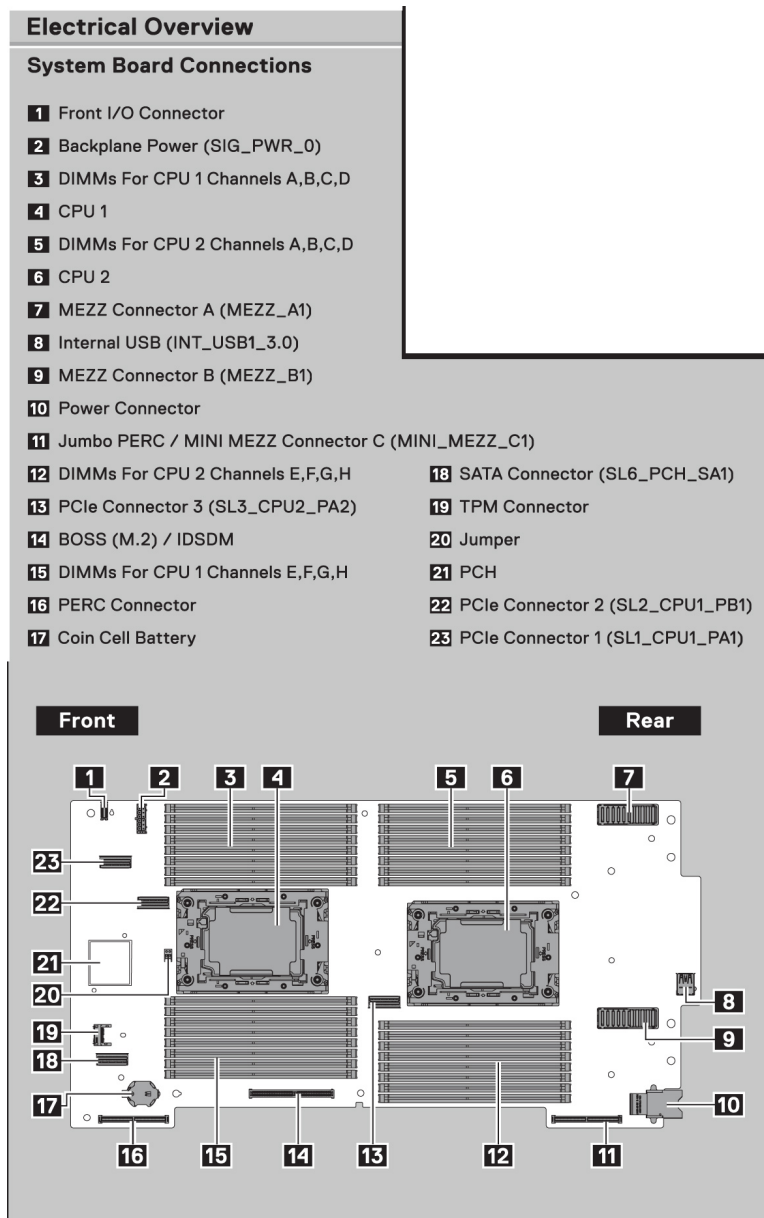 Electrical Overview
System Board Connections
1 Front I/O Connector
2 Backplane Power (SIG_PWR_0)
3 DIMMs For CPU 1 Channels A,B,C,D
4 CPU 1
5 DIMMs For CPU 2 Channels A,B,C,D
6 CPU 2
7 MEZZ Connector A (MEZZ_A1)
8 Internal USB (INT_USB1_3.0)
9 MEZZ Connector B (MEZZ_B1)
10 Power Connector
11 Jumbo PERC / MINI MEZZ Connector C (MINI_MEZZ_C1)
12 DIMMs For CPU 2 Channels E,F,G,H
13 PCIe Connector 3 (SL3_CPU2_PA2)
14 BOSS (M.2) / IDSDM
15 DIMMs For CPU 1 Channels E,F,G,H
16 PERC Connector
17 Coin Cell Battery
18 SATA Connector (SL6_PCH_SA1)
19 TPM Connector
20 Jumper
21 PCH
22 PCIe Connector 2 (SL2_CPU1_PB1)
23 PCIe Connector 1 (SL1_CPU1_PA1)
Front
Rear
1 2 3 4 5 6 7
23
22
21
20
19
18
17
8
9
10
16 15 14 13 12 11